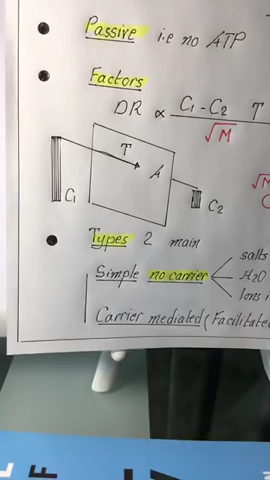 Passive i.e no ATP
Factors
DR ∝ C₁-C₂ T
√M
T
A
C₁
C₂
√M
Types 2 main
salts
Simple no carrier
H₂O
Ions
Carrier mediated (Facilitate